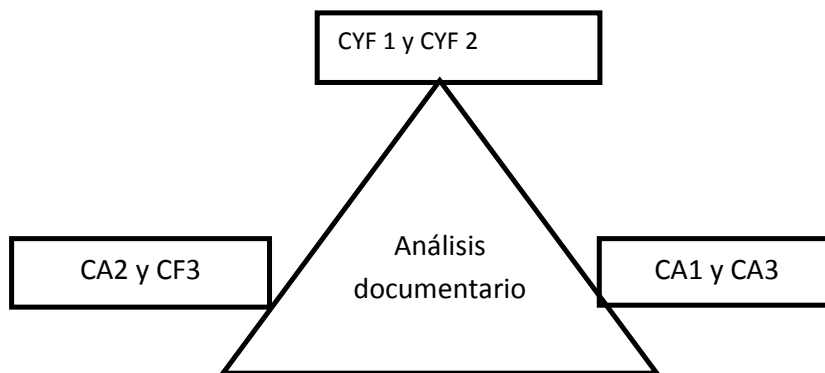 CYF 1 y CYF 2
CA2 y CF3
Análisis
documentario
CA1 y CA3